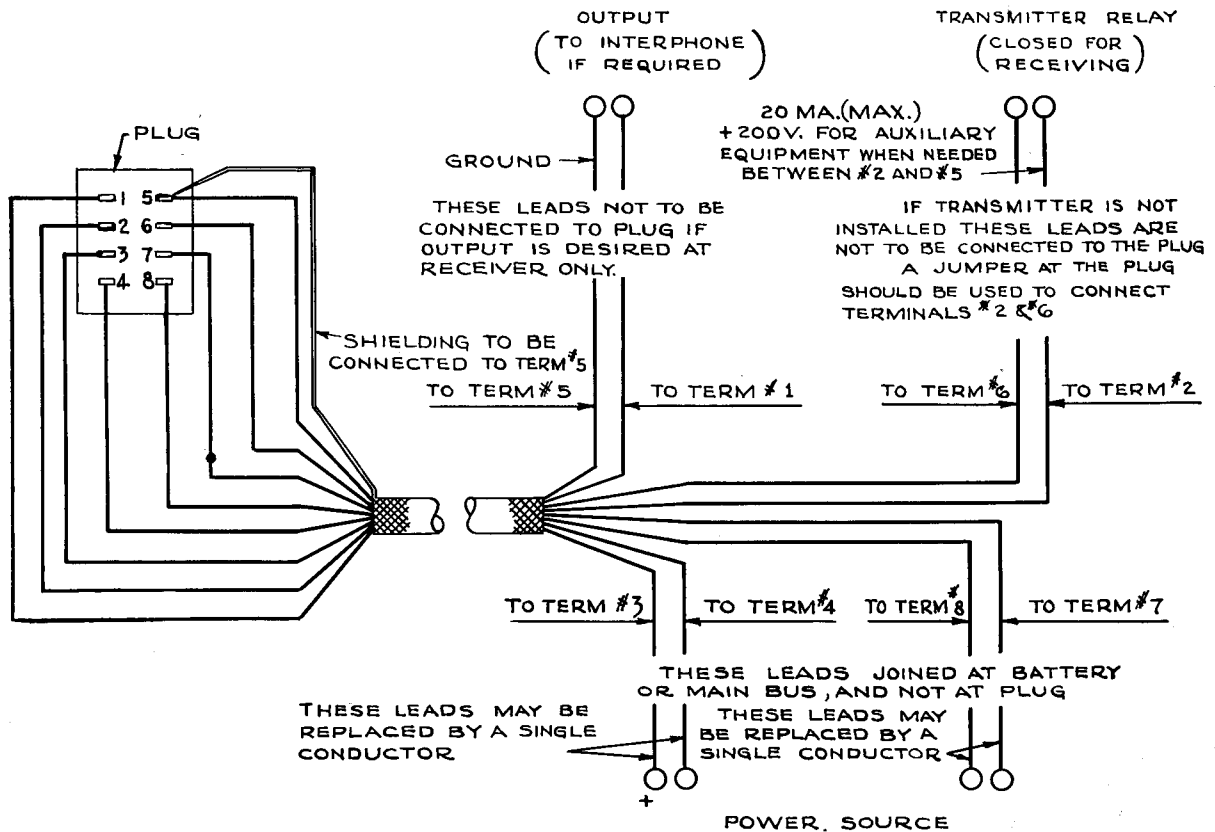 OUTPUT
(TO INTERPHONE
IF REQUIRED)
TRANSMITTER RELAY
(CLOSED FOR
RECEIVING)
PLUG
1 5
2 6
3 7
4 8
GROUND
20 MA.(MAX.)
+200V. FOR AUXILIARY
EQUIPMENT WHEN NEEDED
BETWEEN #2 AND #5
THESE LEADS NOT TO BE
CONNECTED TO PLUG IF
OUTPUT IS DESIRED AT
RECEIVER ONLY.
IF TRANSMITTER IS NOT
INSTALLED THESE LEADS ARE
NOT TO BE CONNECTED TO THE PLUG
A JUMPER AT THE PLUG
SHOULD BE USED TO CONNECT
TERMINALS #2 & #6
SHIELDING TO BE
CONNECTED TO TERM #5
TO TERM #5
TO TERM #1
TO TERM #6
TO TERM #2
TO TERM #3
TO TERM #4
TO TERM #8
TO TERM #7
THESE LEADS JOINED AT BATTERY
OR MAIN BUS, AND NOT AT PLUG
THESE LEADS MAY BE
REPLACED BY A SINGLE
CONDUCTOR
THESE LEADS MAY
BE REPLACED BY A
SINGLE CONDUCTOR
+
POWER. SOURCE